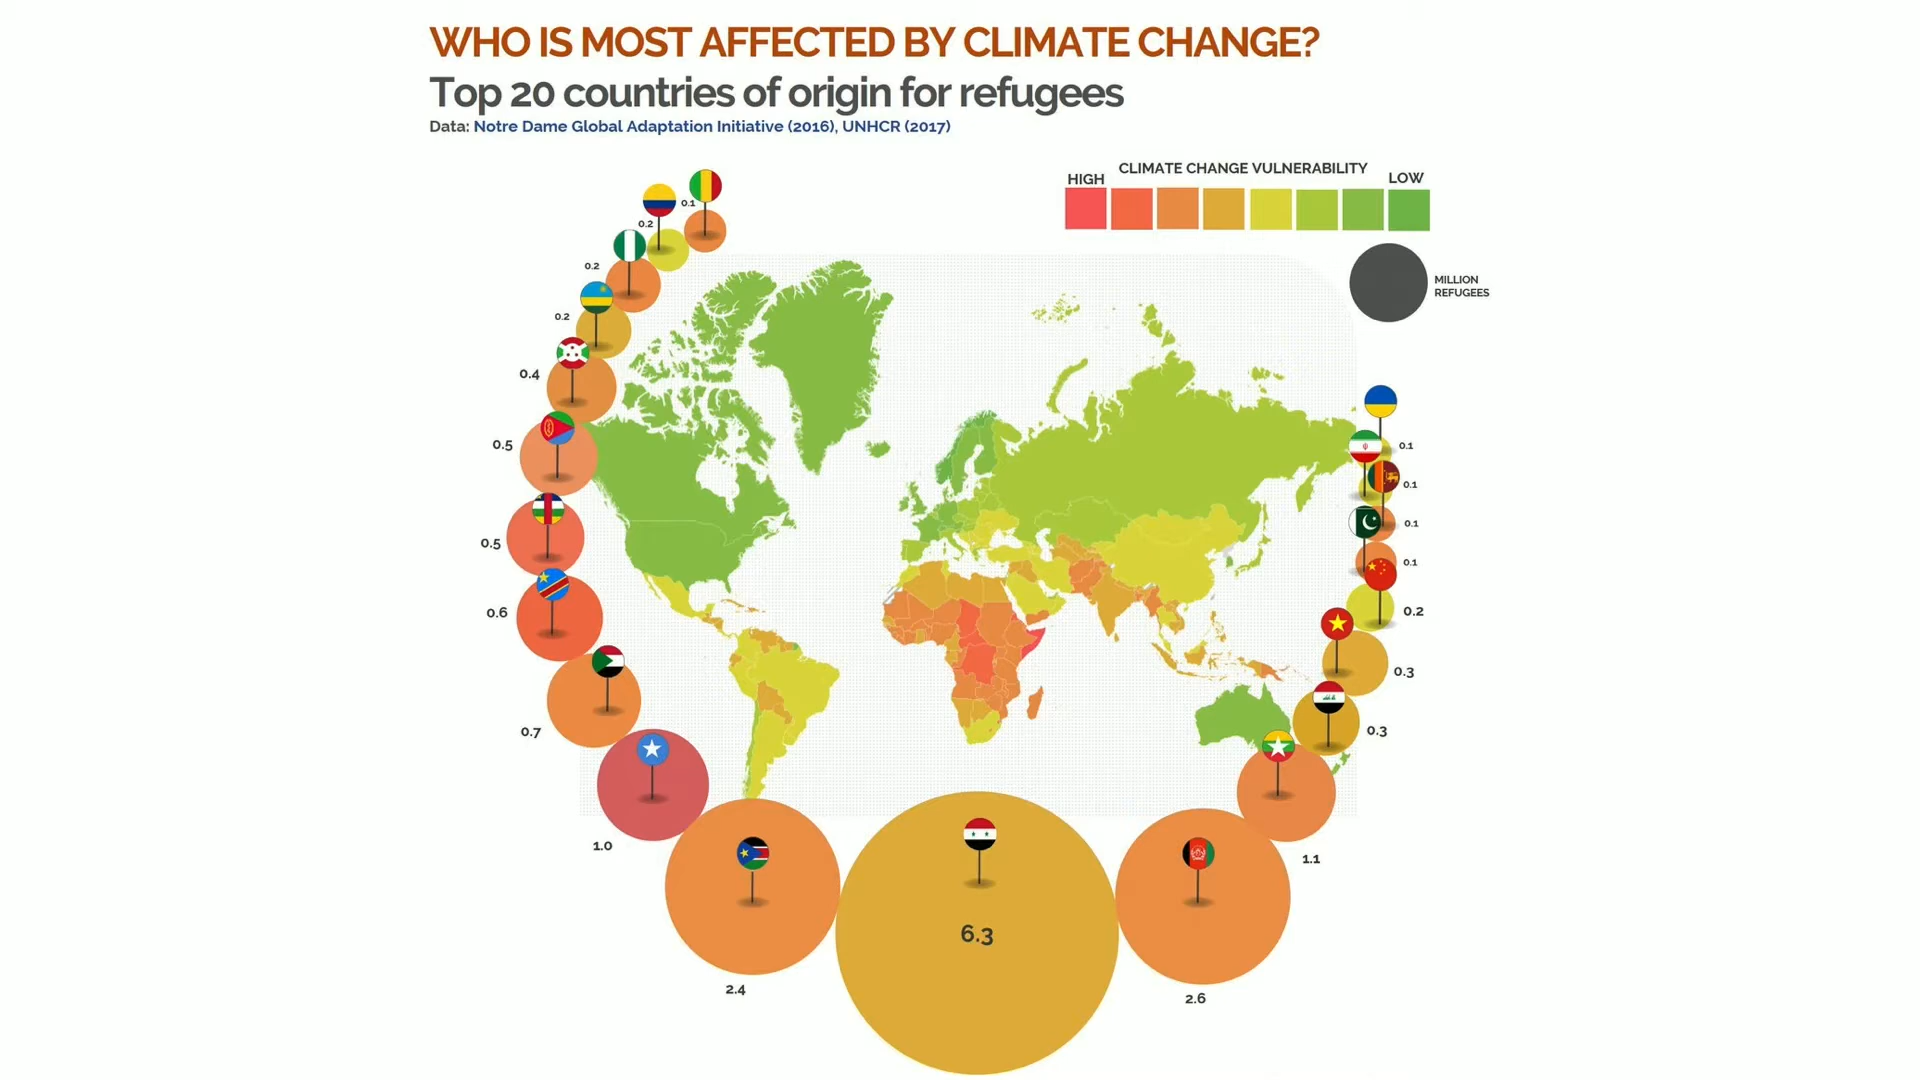 WHO IS MOST AFFECTED BY CLIMATE CHANGE?
Top 20 countries of origin for refugees
Data: Notre Dame Global Adaptation Initiative (2016), UNHCR (2017)
CLIMATE CHANGE VULNERABILITY
HIGH
LOW
MILLION
REFUGEES
0.1
0.2
0.2
0.2
0.4
0.5
0.5
0.6
0.7
1.0
2.4
6.3
2.6
1.1
0.3
0.3
0.2
0.1
0.1
0.1
0.1